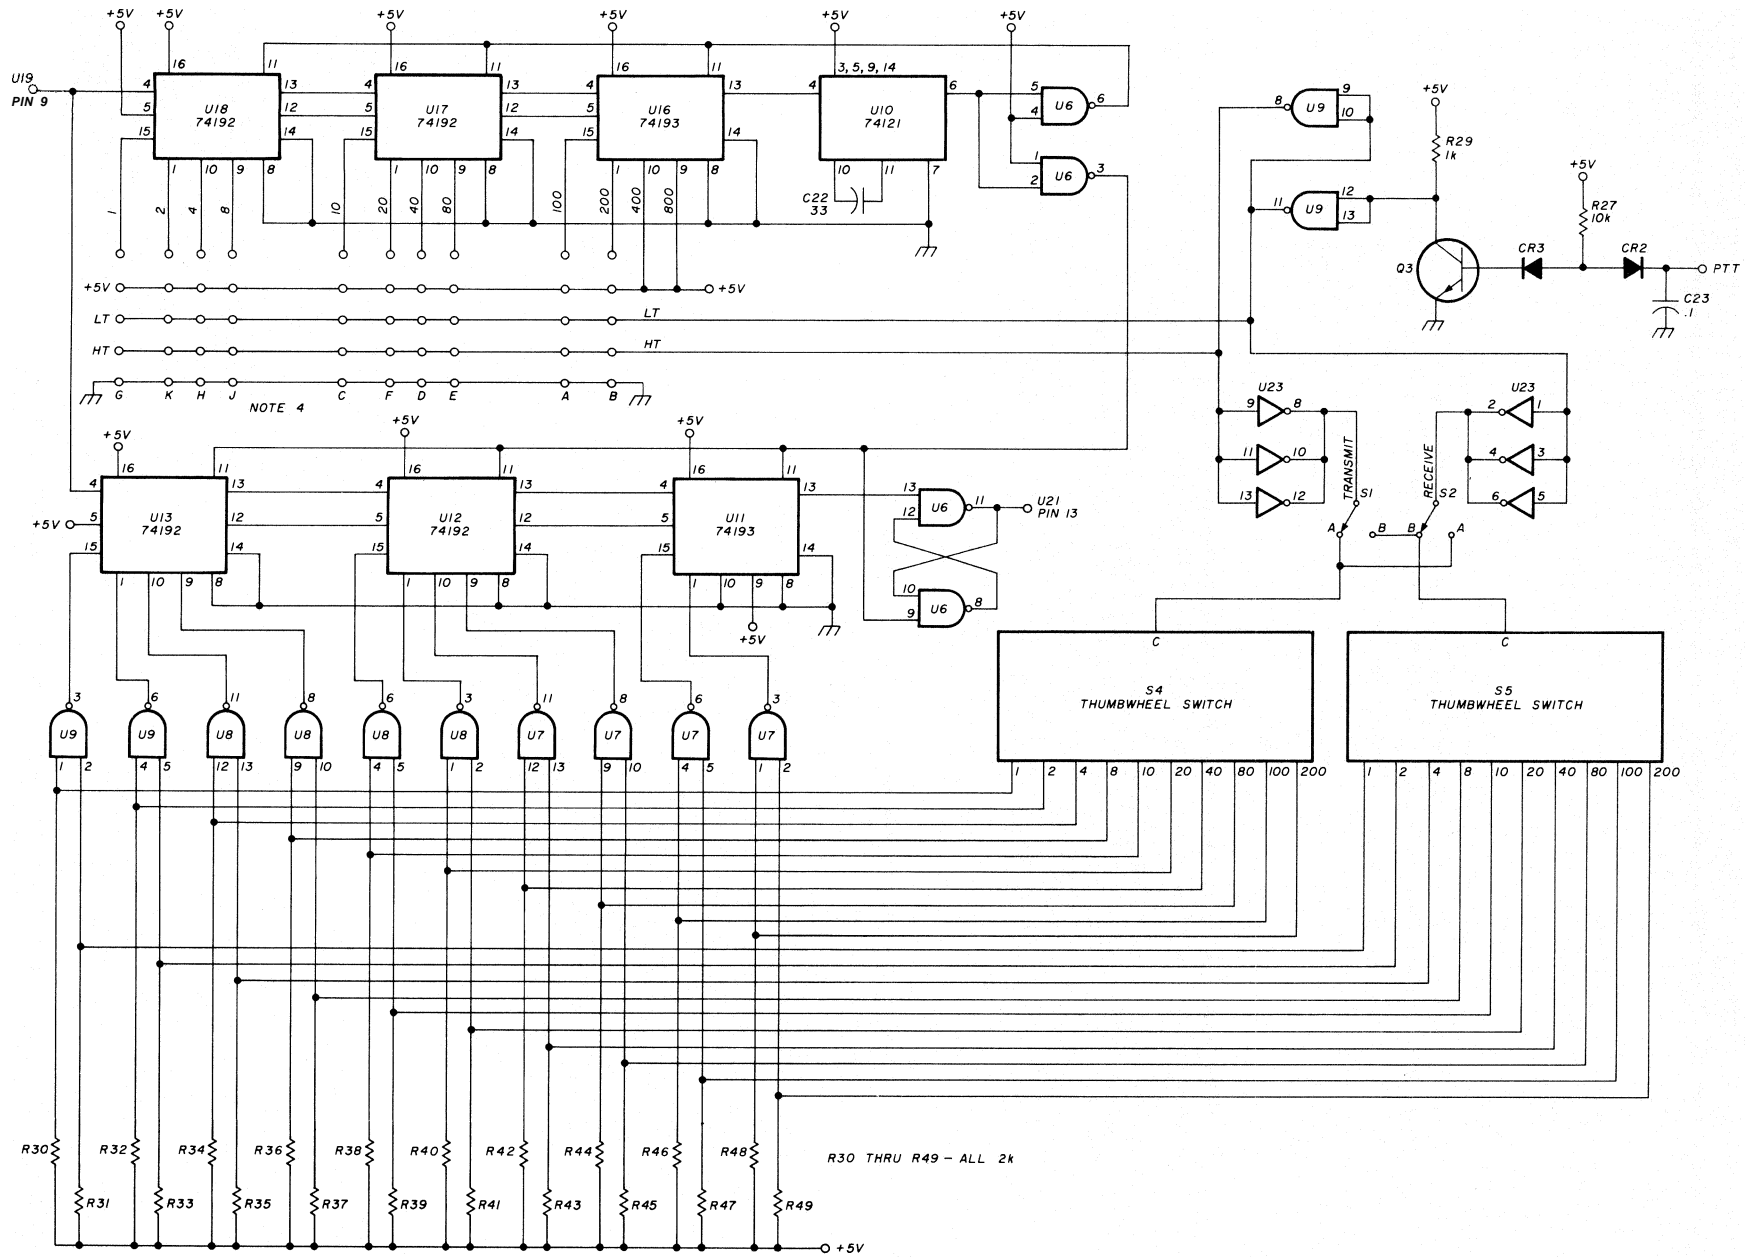 +5V +5V +5V +5V +5V +5V
16 11 16 11 16 11 3, 5, 9, 14
U19
PIN 9
4 U18 13 4 U17 13 4 U16 13 4 U10 6 5 U6 6
5 74192 12 5 74192 12 5 74193 74121 4
15 14 15 14 15 14 1 U6 3
1 10 9 8 1 10 9 8 1 10 9 8 10 11 7 2
C22
33
1 2 4 8 10 20 40 80 100 200 400 800
8 U9 9
10
+5V
R29
1k
11 U9 12
13
+5V
R27
10k
Q3 CR3 CR2 PTT
C23
.1
+5V +5V
LT LT
HT HT
G K H J C F D E A B
NOTE 4
U23 U23
9 8 2 1
11 10 4 3
13 12 6 5
TRANSMIT RECEIVE
S1 S2
A B B A
+5V +5V +5V
16 11 16 11 16 11
4 U13 13 4 U12 13 4 U11 13 13 U6 11 U21
PIN 13
+5V 5 74192 12 5 74192 12 5 74193 12
15 14 15 14 15 14
1 10 9 8 1 10 9 8 1 10 9 8 10 U6 8
9
+5V
C C
S4
THUMBWHEEL SWITCH
S5
THUMBWHEEL SWITCH
3 6 11 8 6 3 11 8 6 3
U9 U9 U8 U8 U8 U8 U7 U7 U7 U7
1 2 4 5 12 13 9 10 4 5 1 2 12 13 9 10 4 5 1 2
1 2 4 8 10 20 40 80 100 200
1 2 4 8 10 20 40 80 100 200
R30 R32 R34 R36 R38 R40 R42 R44 R46 R48
R30 THRU R49 – ALL 2k
R31 R33 R35 R37 R39 R41 R43 R45 R47 R49
+5V